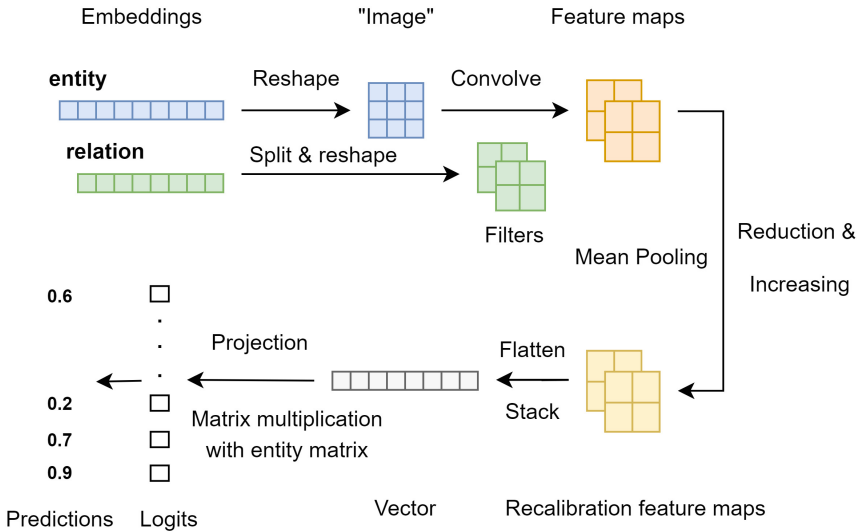 Embeddings
"Image"
Feature maps
entity
Reshape
Convolve
relation
Split & reshape
Filters
Mean Pooling
Reduction &
Increasing
0.6
.
.
.
Projection
Flatten
0.2
Matrix multiplication
Stack
0.7
with entity matrix
0.9
Predictions
Logits
Vector
Recalibration feature maps